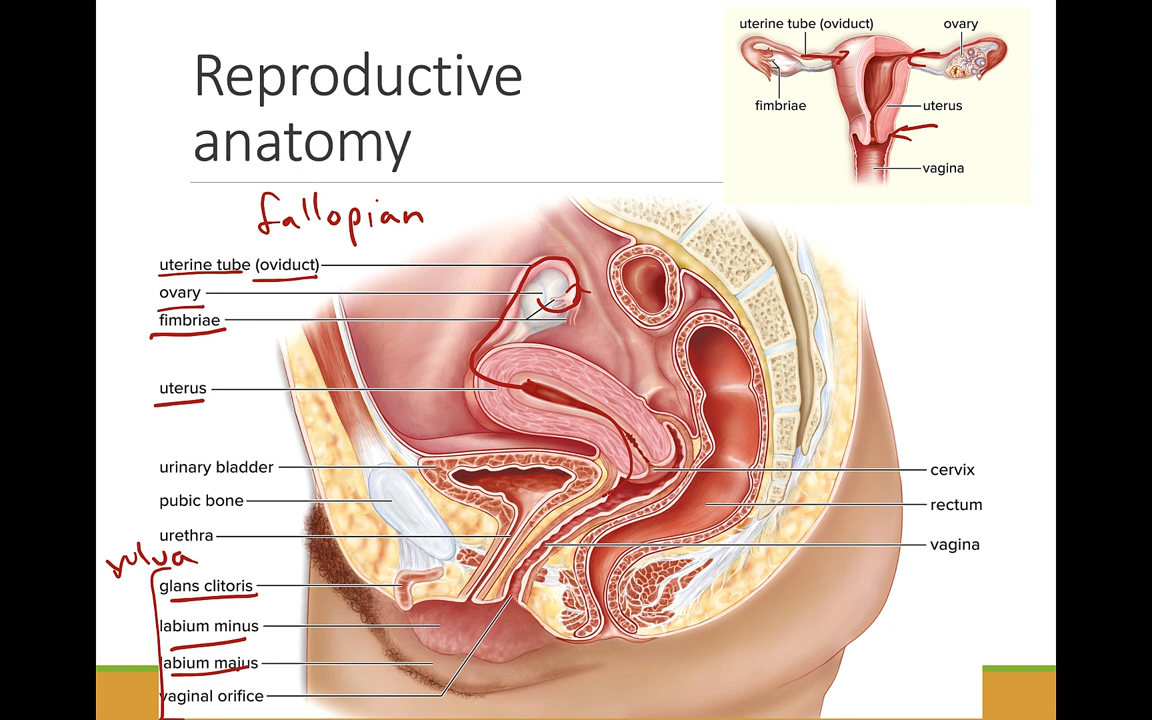 Reproductive
anatomy
uterine tube (oviduct)
ovary
fimbriae
uterus
vagina
fallopian
uterine tube (oviduct)
ovary
fimbriae
uterus
urinary bladder
pubic bone
urethra
vulva
glans clitoris
labium minus
labium majus
vaginal orifice
cervix
rectum
vagina